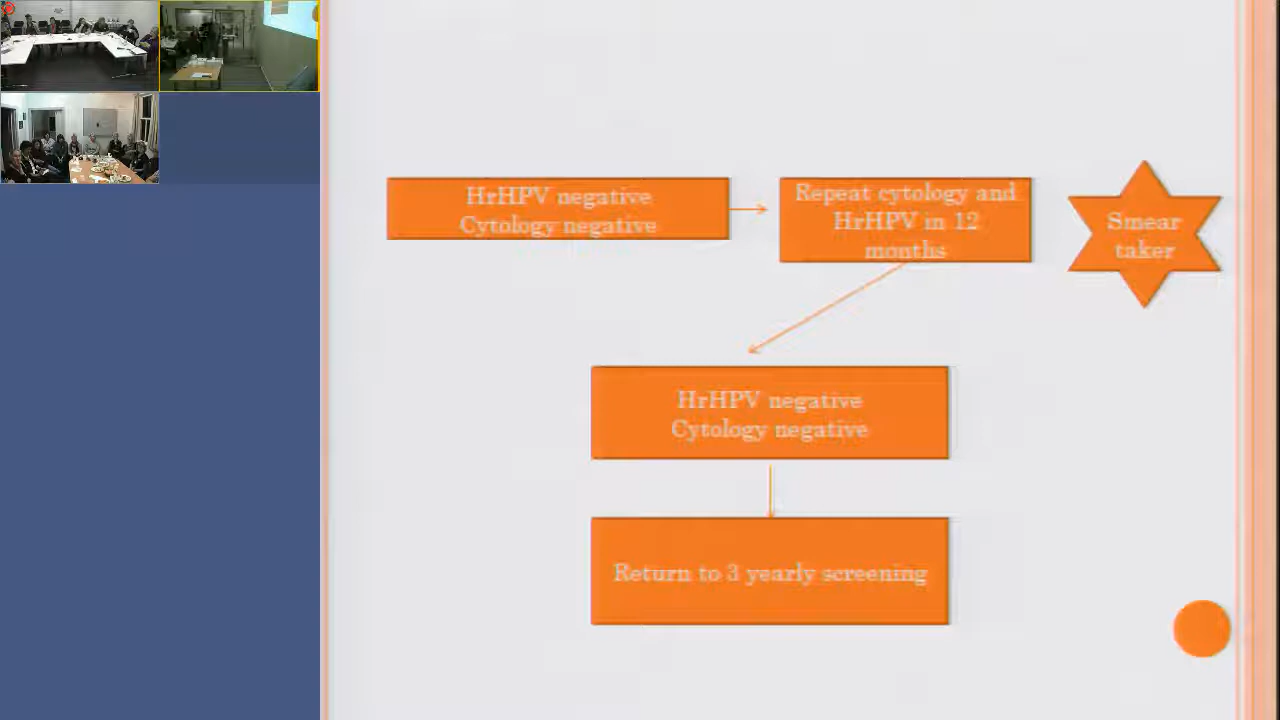 HrHPV negative
Cytology negative
Repeat cytology and
HrHPV in 12
months
Smear
taker
HrHPV negative
Cytology negative
Return to 3 yearly screening